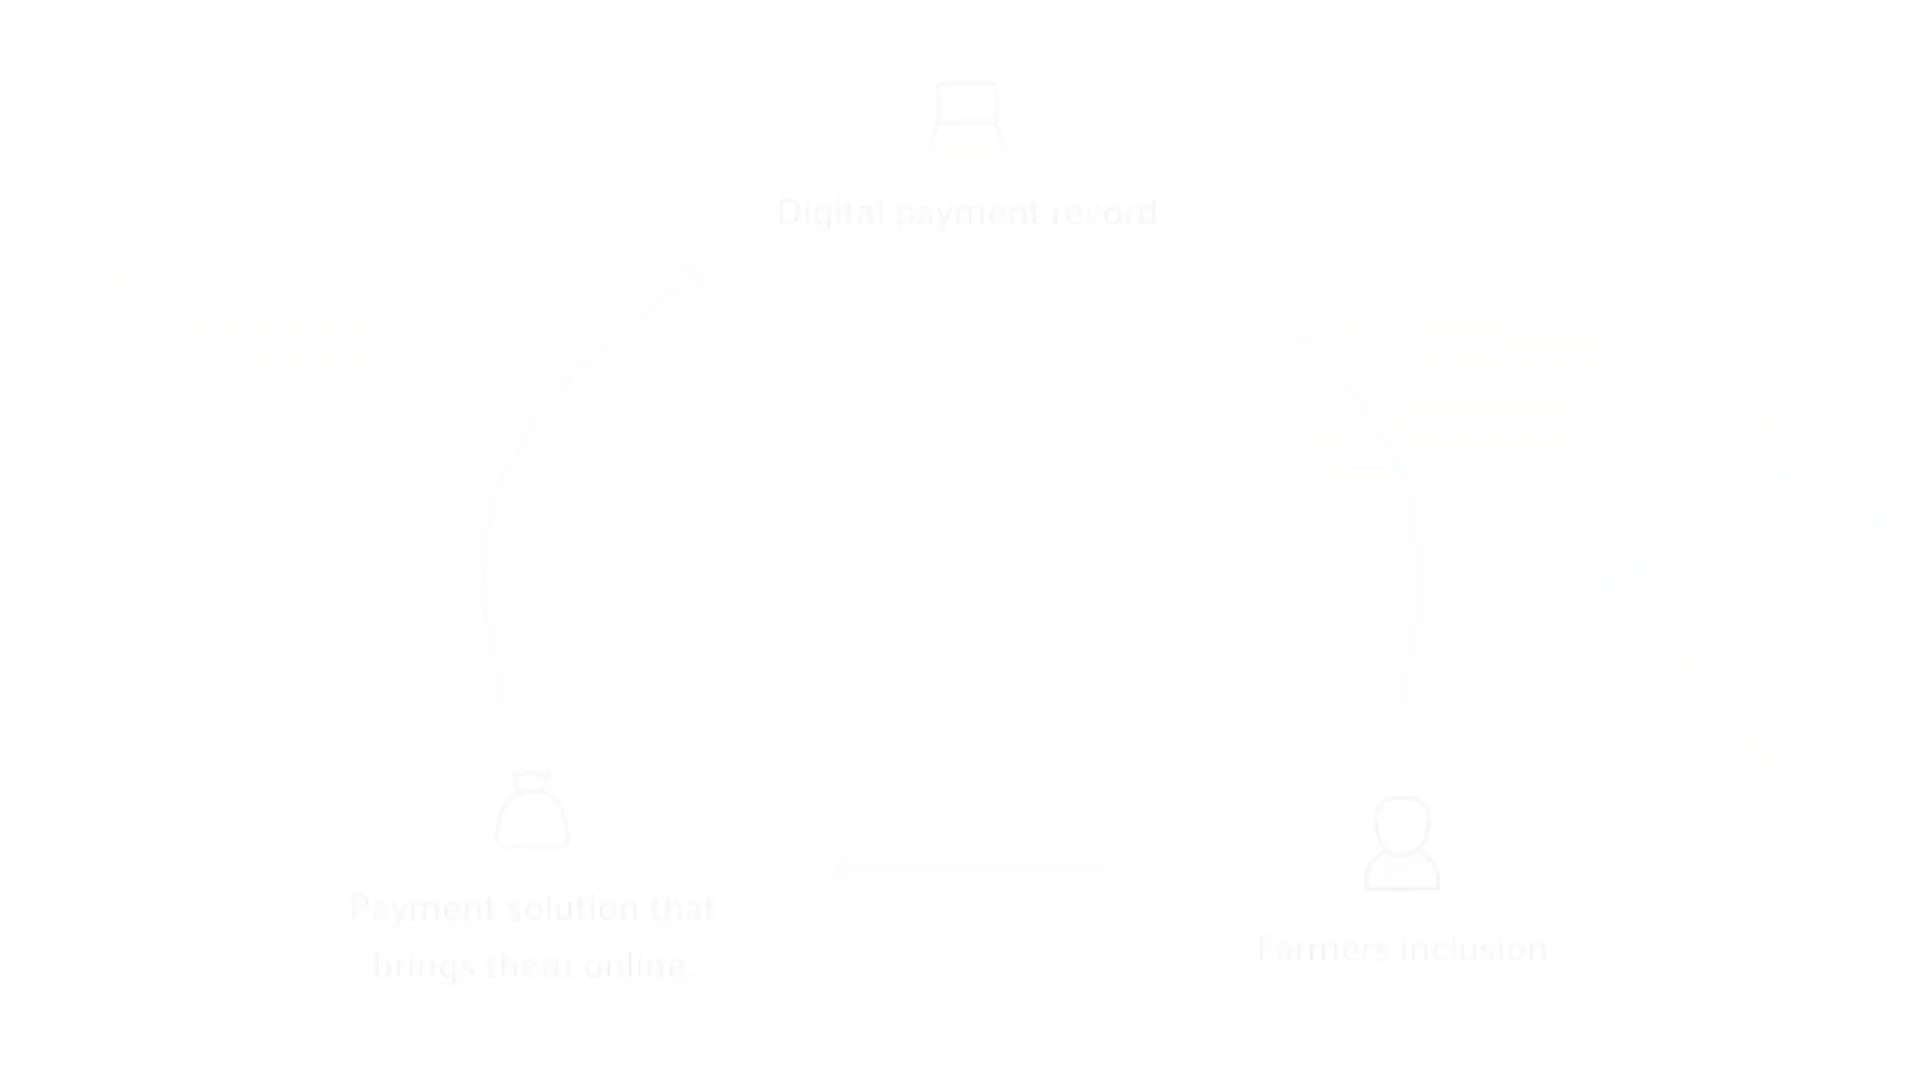 Digital payment record
Payment solution that
brings them online.
Farmers inclusion